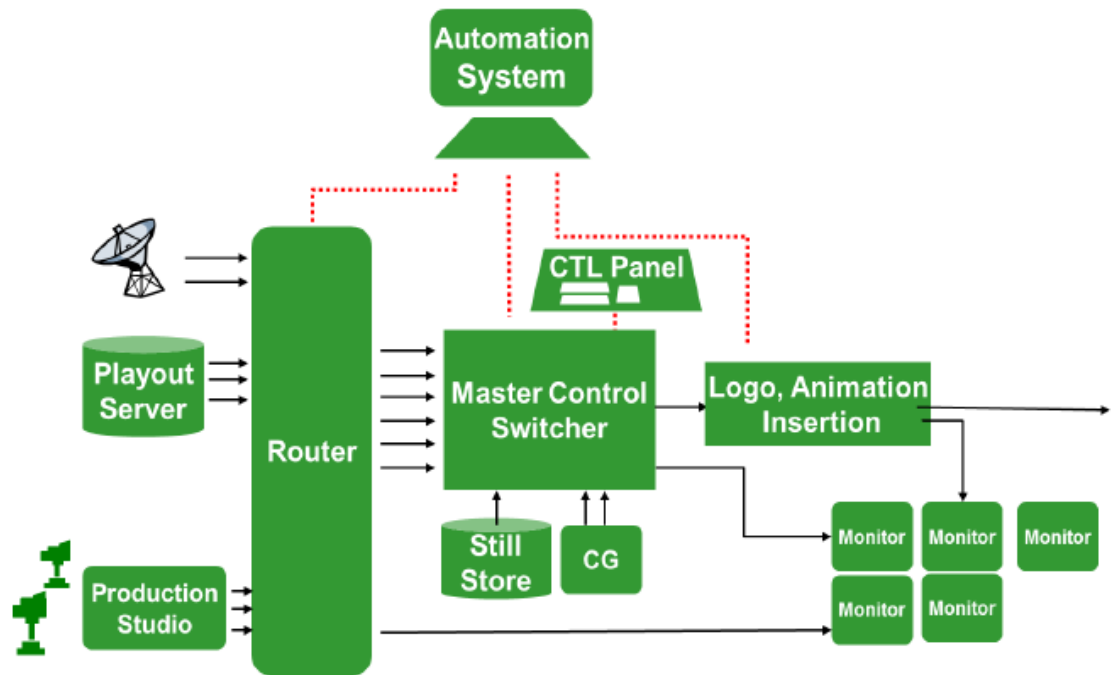 Automation
System
CTL Panel
Playout
Server
Router
Master Control
Switcher
Logo, Animation
Insertion
Still
Store
CG
Monitor
Monitor
Monitor
Production
Studio
Monitor
Monitor